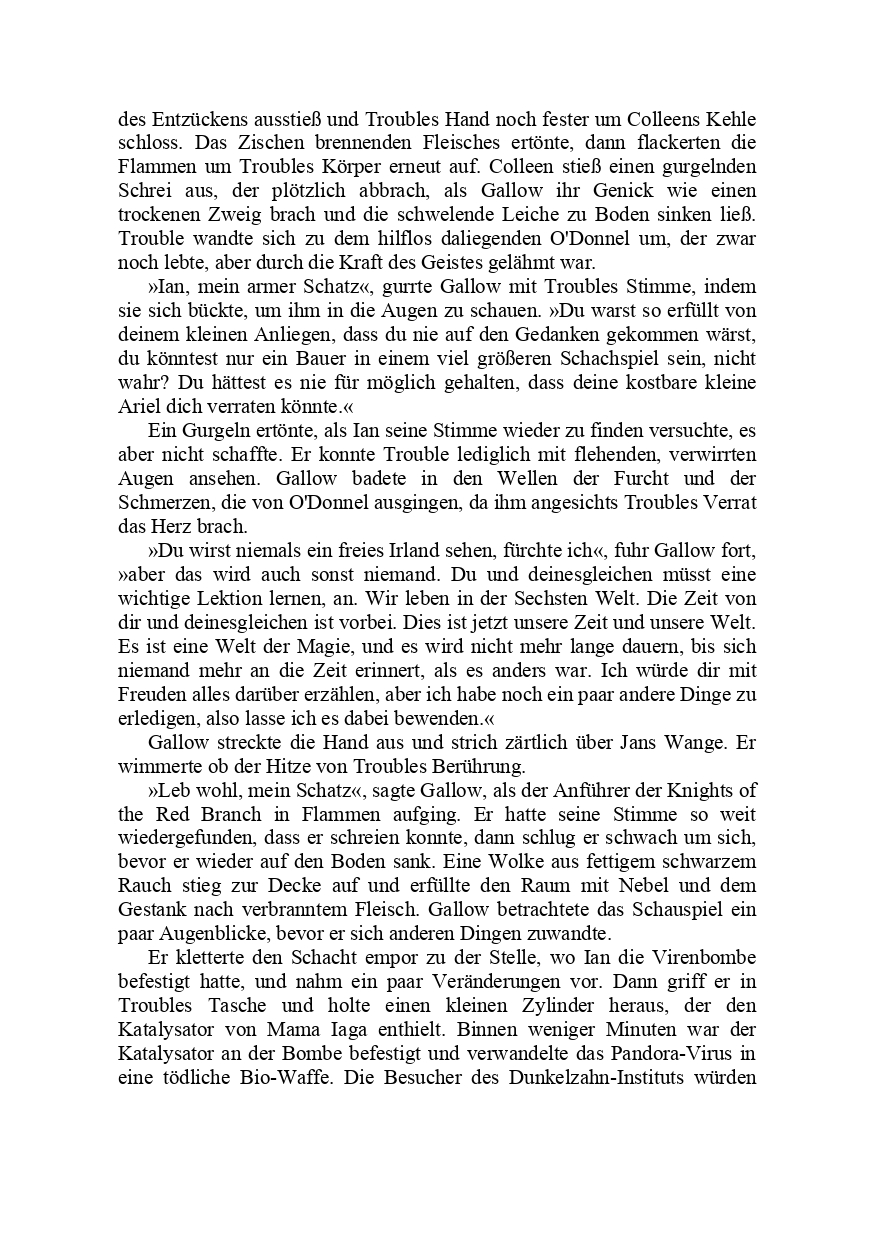 des Entzückens ausstieß und Troubles Hand noch fester um Colleens Kehle
schloss. Das Zischen brennenden Fleisches ertönte, dann flackerten die
Flammen um Troubles Körper erneut auf. Colleen stieß einen gurgelnden
Schrei aus, der plötzlich abbrach, als Gallow ihr Genick wie einen
trockenen Zweig brach und die schwelende Leiche zu Boden sinken ließ.
Trouble wandte sich zu dem hilflos daliegenden O'Donnel um, der zwar
noch lebte, aber durch die Kraft des Geistes gelähmt war.
»Ian, mein armer Schatz«, gurrte Gallow mit Troubles Stimme, indem
sie sich bückte, um ihm in die Augen zu schauen. »Du warst so erfüllt von
deinem kleinen Anliegen, dass du nie auf den Gedanken gekommen wärst,
du könntest nur ein Bauer in einem viel größeren Schachspiel sein, nicht
wahr? Du hättest es nie für möglich gehalten, dass deine kostbare kleine
Ariel dich verraten könnte.«
Ein Gurgeln ertönte, als Ian seine Stimme wieder zu finden versuchte, es
aber nicht schaffte. Er konnte Trouble lediglich mit flehenden, verwirrten
Augen ansehen. Gallow badete in den Wellen der Furcht und der
Schmerzen, die von O'Donnel ausgingen, da ihm angesichts Troubles Verrat
das Herz brach.
»Du wirst niemals ein freies Irland sehen, fürchte ich«, fuhr Gallow fort,
»aber das wird auch sonst niemand. Du und deinesgleichen müsst eine
wichtige Lektion lernen, an. Wir leben in der Sechsten Welt. Die Zeit von
dir und deinesgleichen ist vorbei. Dies ist jetzt unsere Zeit und unsere Welt.
Es ist eine Welt der Magie, und es wird nicht mehr lange dauern, bis sich
niemand mehr an die Zeit erinnert, als es anders war. Ich würde dir mit
Freuden alles darüber erzählen, aber ich habe noch ein paar andere Dinge zu
erledigen, also lasse ich es dabei bewenden.«
Gallow streckte die Hand aus und strich zärtlich über Jans Wange. Er
wimmerte ob der Hitze von Troubles Berührung.
»Leb wohl, mein Schatz«, sagte Gallow, als der Anführer der Knights of
the Red Branch in Flammen aufging. Er hatte seine Stimme so weit
wiedergefunden, dass er schreien konnte, dann schlug er schwach um sich,
bevor er wieder auf den Boden sank. Eine Wolke aus fettigem schwarzem
Rauch stieg zur Decke auf und erfüllte den Raum mit Nebel und dem
Gestank nach verbranntem Fleisch. Gallow betrachtete das Schauspiel ein
paar Augenblicke, bevor er sich anderen Dingen zuwandte.
Er kletterte den Schacht empor zu der Stelle, wo Ian die Virenbombe
befestigt hatte, und nahm ein paar Veränderungen vor. Dann griff er in
Troubles Tasche und holte einen kleinen Zylinder heraus, der den
Katalysator von Mama Iaga enthielt. Binnen weniger Minuten war der
Katalysator an der Bombe befestigt und verwandelte das Pandora-Virus in
eine tödliche Bio-Waffe. Die Besucher des Dunkelzahn-Instituts würden